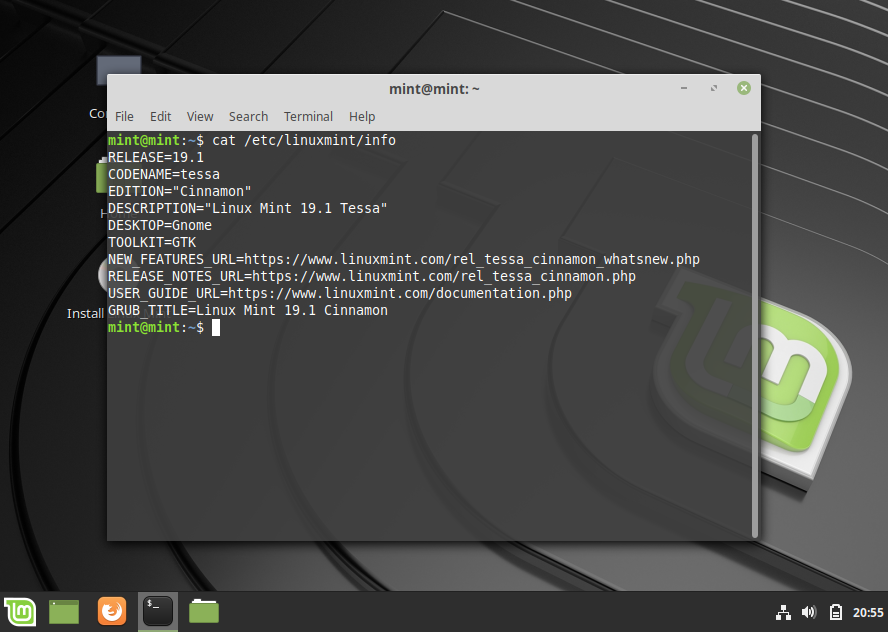 mint@mint: ~
File Edit View Search Terminal Help
mint@mint:~$ cat /etc/linuxmint/info
RELEASE=19.1
CODENAME=tessa
EDITION="Cinnamon"
DESCRIPTION="Linux Mint 19.1 Tessa"
DESKTOP=Gnome
TOOLKIT=GTK
NEW_FEATURES_URL=https://www.linuxmint.com/rel_tessa_cinnamon_whatsnew.php
RELEASE_NOTES_URL=https://www.linuxmint.com/rel_tessa_cinnamon.php
USER_GUIDE_URL=https://www.linuxmint.com/documentation.php
GRUB_TITLE=Linux Mint 19.1 Cinnamon
mint@mint:~$
Install
$_
20:55